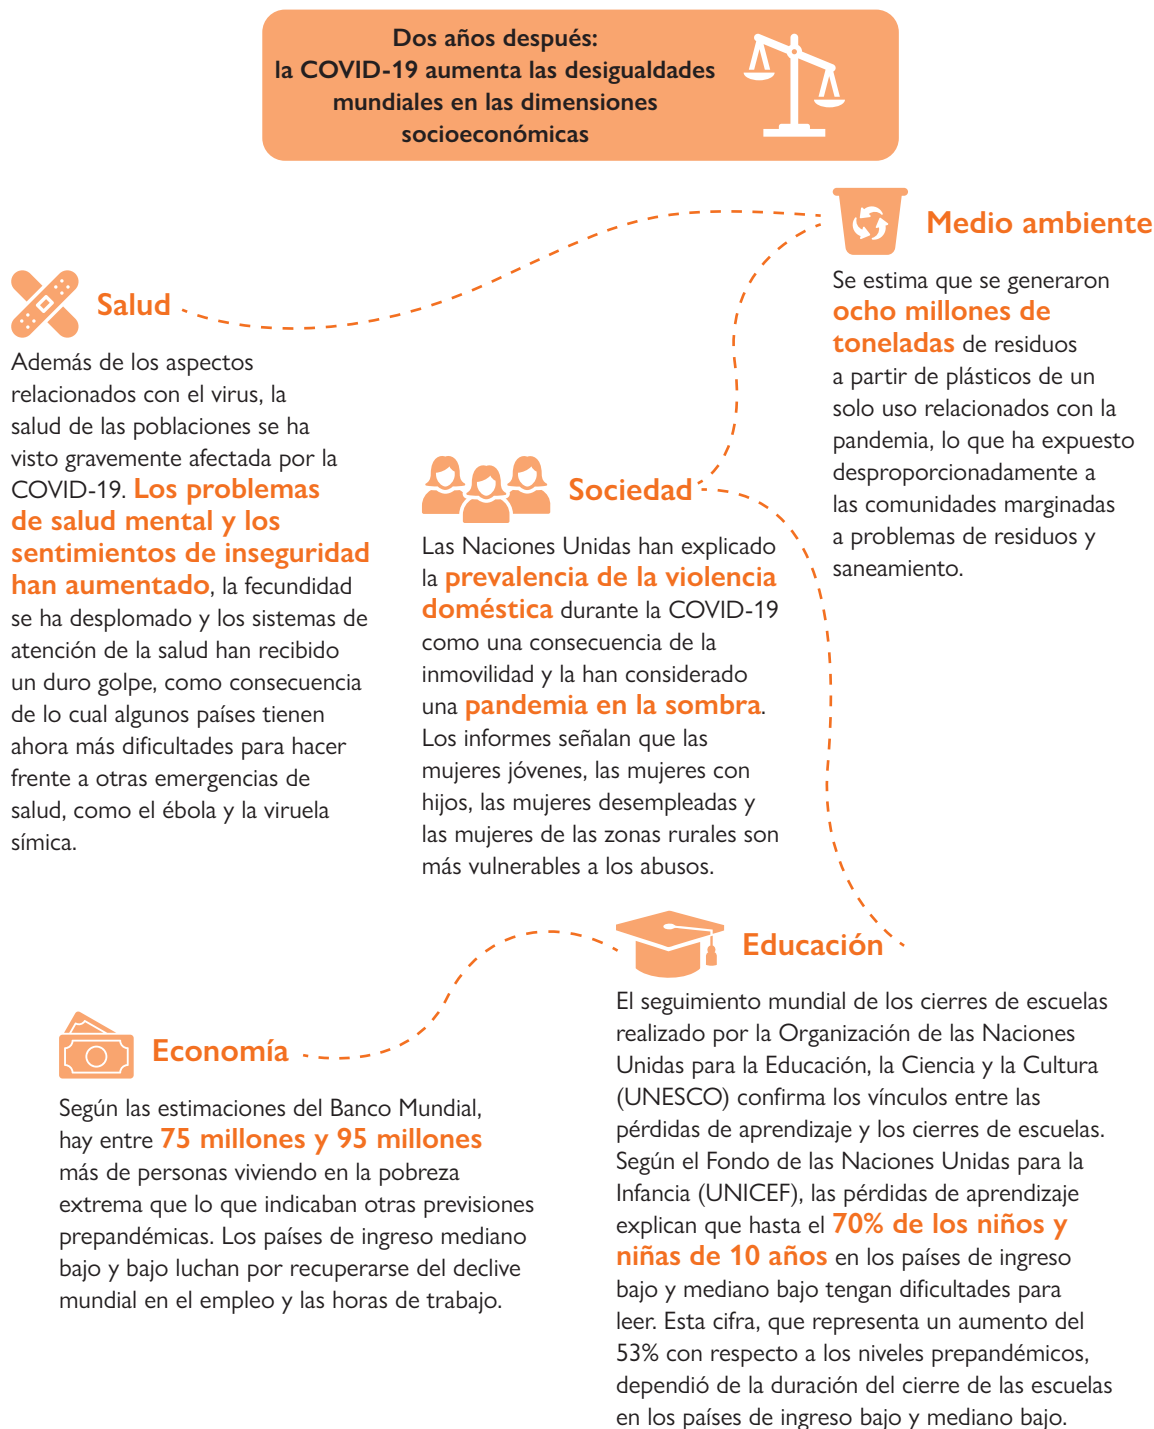 Dos años después:
la COVID-19 aumenta las desigualdades
mundiales en las dimensiones
socioeconómicas
Medio ambiente
Se estima que se generaron
ocho millones de
toneladas de residuos
a partir de plásticos de un
solo uso relacionados con la
pandemia, lo que ha expuesto
desproporcionadamente a
las comunidades marginadas
a problemas de residuos y
saneamiento.
Salud
Además de los aspectos
relacionados con el virus, la
salud de las poblaciones se ha
visto gravemente afectada por la
COVID-19. Los problemas
de salud mental y los
sentimientos de inseguridad
han aumentado, la fecundidad
se ha desplomado y los sistemas de
atención de la salud han recibido
un duro golpe, como consecuencia
de lo cual algunos países tienen
ahora más dificultades para hacer
frente a otras emergencias de
salud, como el ébola y la viruela
símica.
Sociedad
Las Naciones Unidas han explicado
la prevalencia de la violencia
doméstica durante la COVID-19
como una consecuencia de la
inmovilidad y la han considerado
una pandemia en la sombra.
Los informes señalan que las
mujeres jóvenes, las mujeres con
hijos, las mujeres desempleadas y
las mujeres de las zonas rurales son
más vulnerables a los abusos.
Educación
El seguimiento mundial de los cierres de escuelas
realizado por la Organización de las Naciones
Unidas para la Educación, la Ciencia y la Cultura
(UNESCO) confirma los vínculos entre las
pérdidas de aprendizaje y los cierres de escuelas.
Según el Fondo de las Naciones Unidas para la
Infancia (UNICEF), las pérdidas de aprendizaje
explican que hasta el 70% de los niños y
niñas de 10 años en los países de ingreso
bajo y mediano bajo tengan dificultades para
leer. Esta cifra, que representa un aumento del
53% con respecto a los niveles prepandémicos,
dependió de la duración del cierre de las escuelas
en los países de ingreso bajo y mediano bajo.
Economía
Según las estimaciones del Banco Mundial,
hay entre 75 millones y 95 millones
más de personas viviendo en la pobreza
extrema que lo que indicaban otras previsiones
prepandémicas. Los países de ingreso mediano
bajo y bajo luchan por recuperarse del declive
mundial en el empleo y las horas de trabajo.